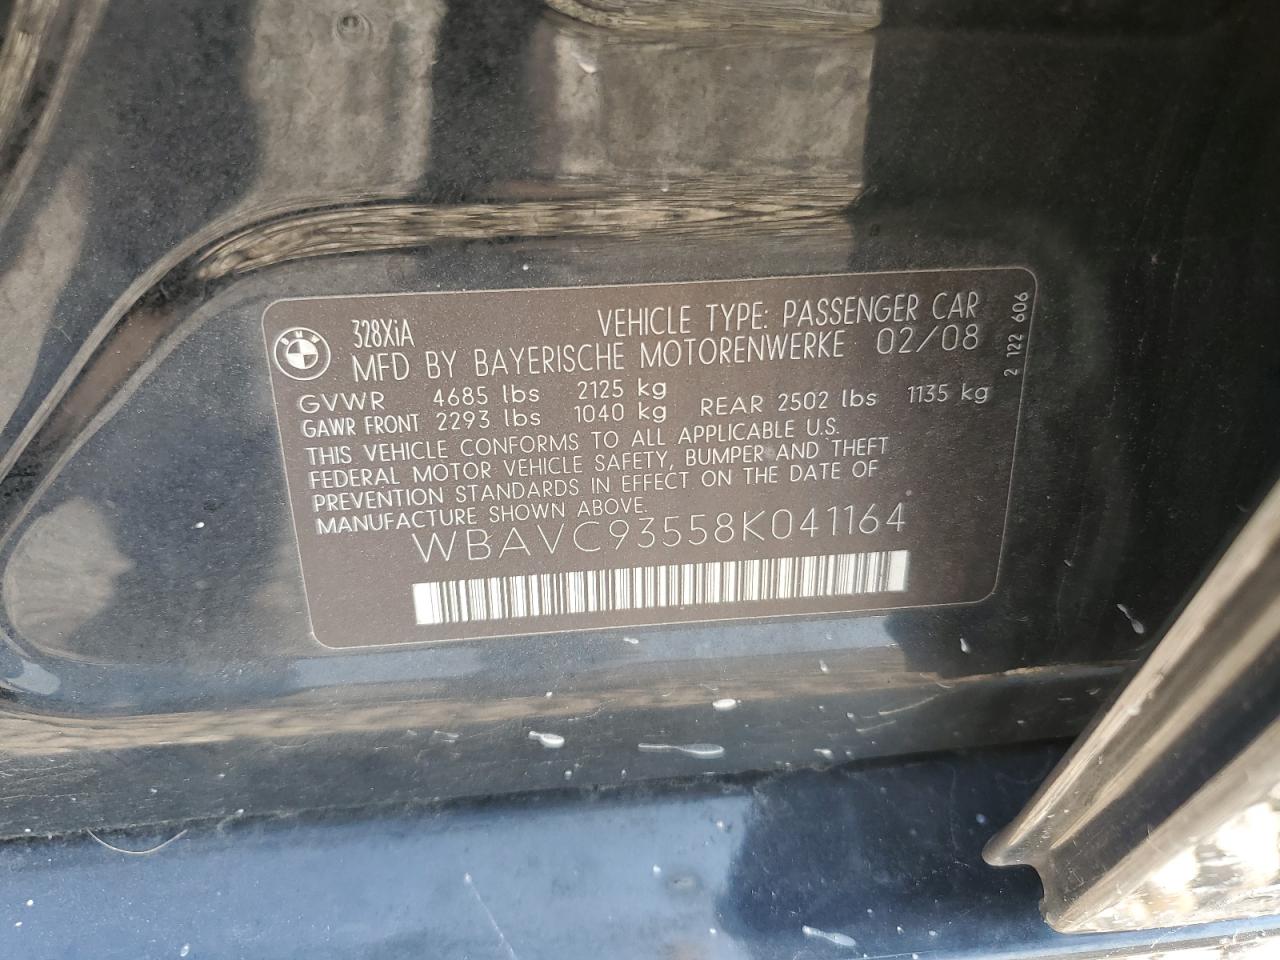 BMW
328XiA
VEHICLE TYPE: PASSENGER CAR
MFD BY BAYERISCHE MOTORENWERKE 02/08
GVWR 4685 lbs 2125 kg
GAWR FRONT 2293 lbs 1040 kg REAR 2502 lbs 1135 kg
THIS VEHICLE CONFORMS TO ALL APPLICABLE U.S.
FEDERAL MOTOR VEHICLE SAFETY, BUMPER AND THEFT
PREVENTION STANDARDS IN EFFECT ON THE DATE OF
MANUFACTURE SHOWN ABOVE.
WBAVC93558K041164
2 122 606